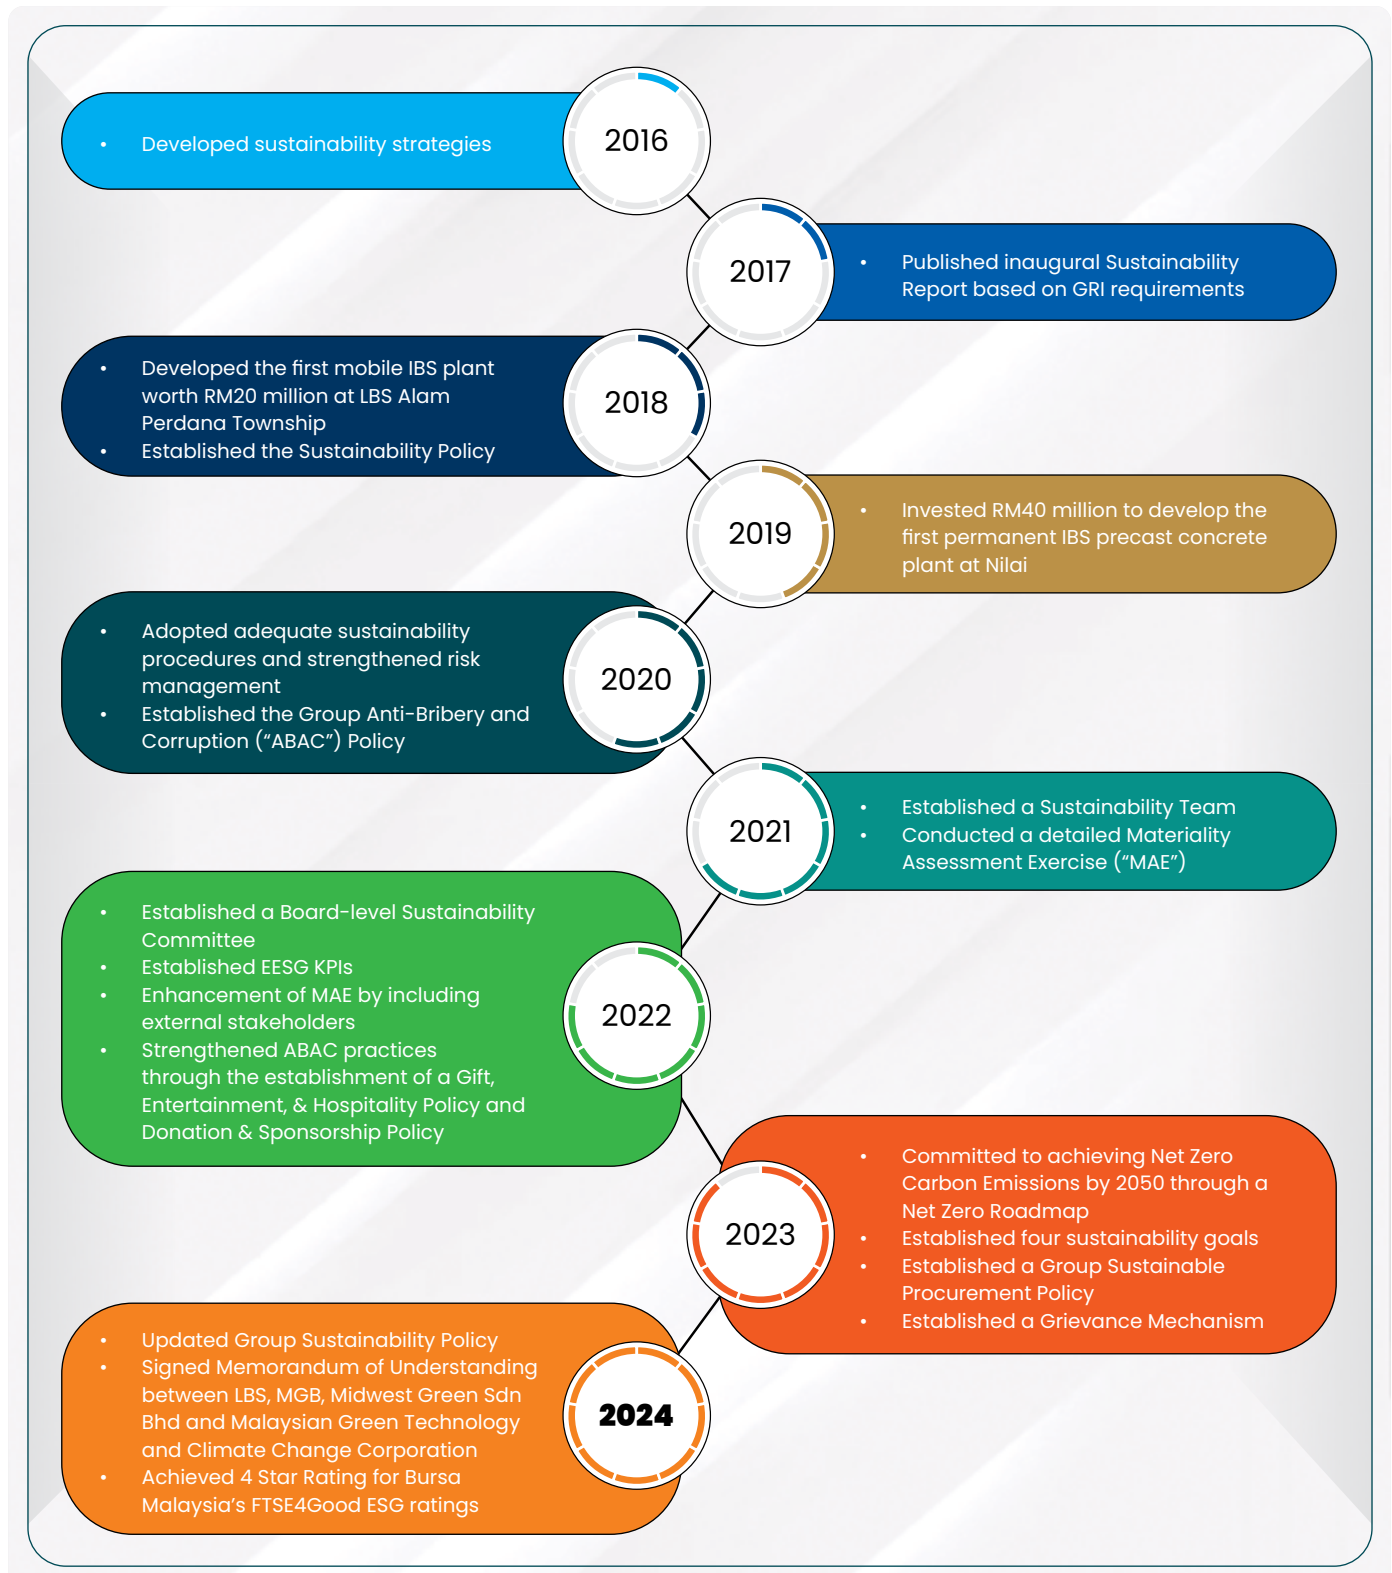 2016
• Developed sustainability strategies
2017
• Published inaugural Sustainability
Report based on GRI requirements
2018
• Developed the first mobile IBS plant
worth RM20 million at LBS Alam
Perdana Township
• Established the Sustainability Policy
2019
• Invested RM40 million to develop the
first permanent IBS precast concrete
plant at Nilai
2020
• Adopted adequate sustainability
procedures and strengthened risk
management
• Established the Group Anti-Bribery and
Corruption (“ABAC”) Policy
2021
• Established a Sustainability Team
• Conducted a detailed Materiality
Assessment Exercise (“MAE”)
2022
• Established a Board-level Sustainability
Committee
• Established EESG KPIs
• Enhancement of MAE by including
external stakeholders
• Strengthened ABAC practices
through the establishment of a Gift,
Entertainment, & Hospitality Policy and
Donation & Sponsorship Policy
2023
• Committed to achieving Net Zero
Carbon Emissions by 2050 through a
Net Zero Roadmap
• Established four sustainability goals
• Established a Group Sustainable
Procurement Policy
• Established a Grievance Mechanism
2024
• Updated Group Sustainability Policy
• Signed Memorandum of Understanding
between LBS, MGB, Midwest Green Sdn
Bhd and Malaysian Green Technology
and Climate Change Corporation
• Achieved 4 Star Rating for Bursa
Malaysia’s FTSE4Good ESG ratings